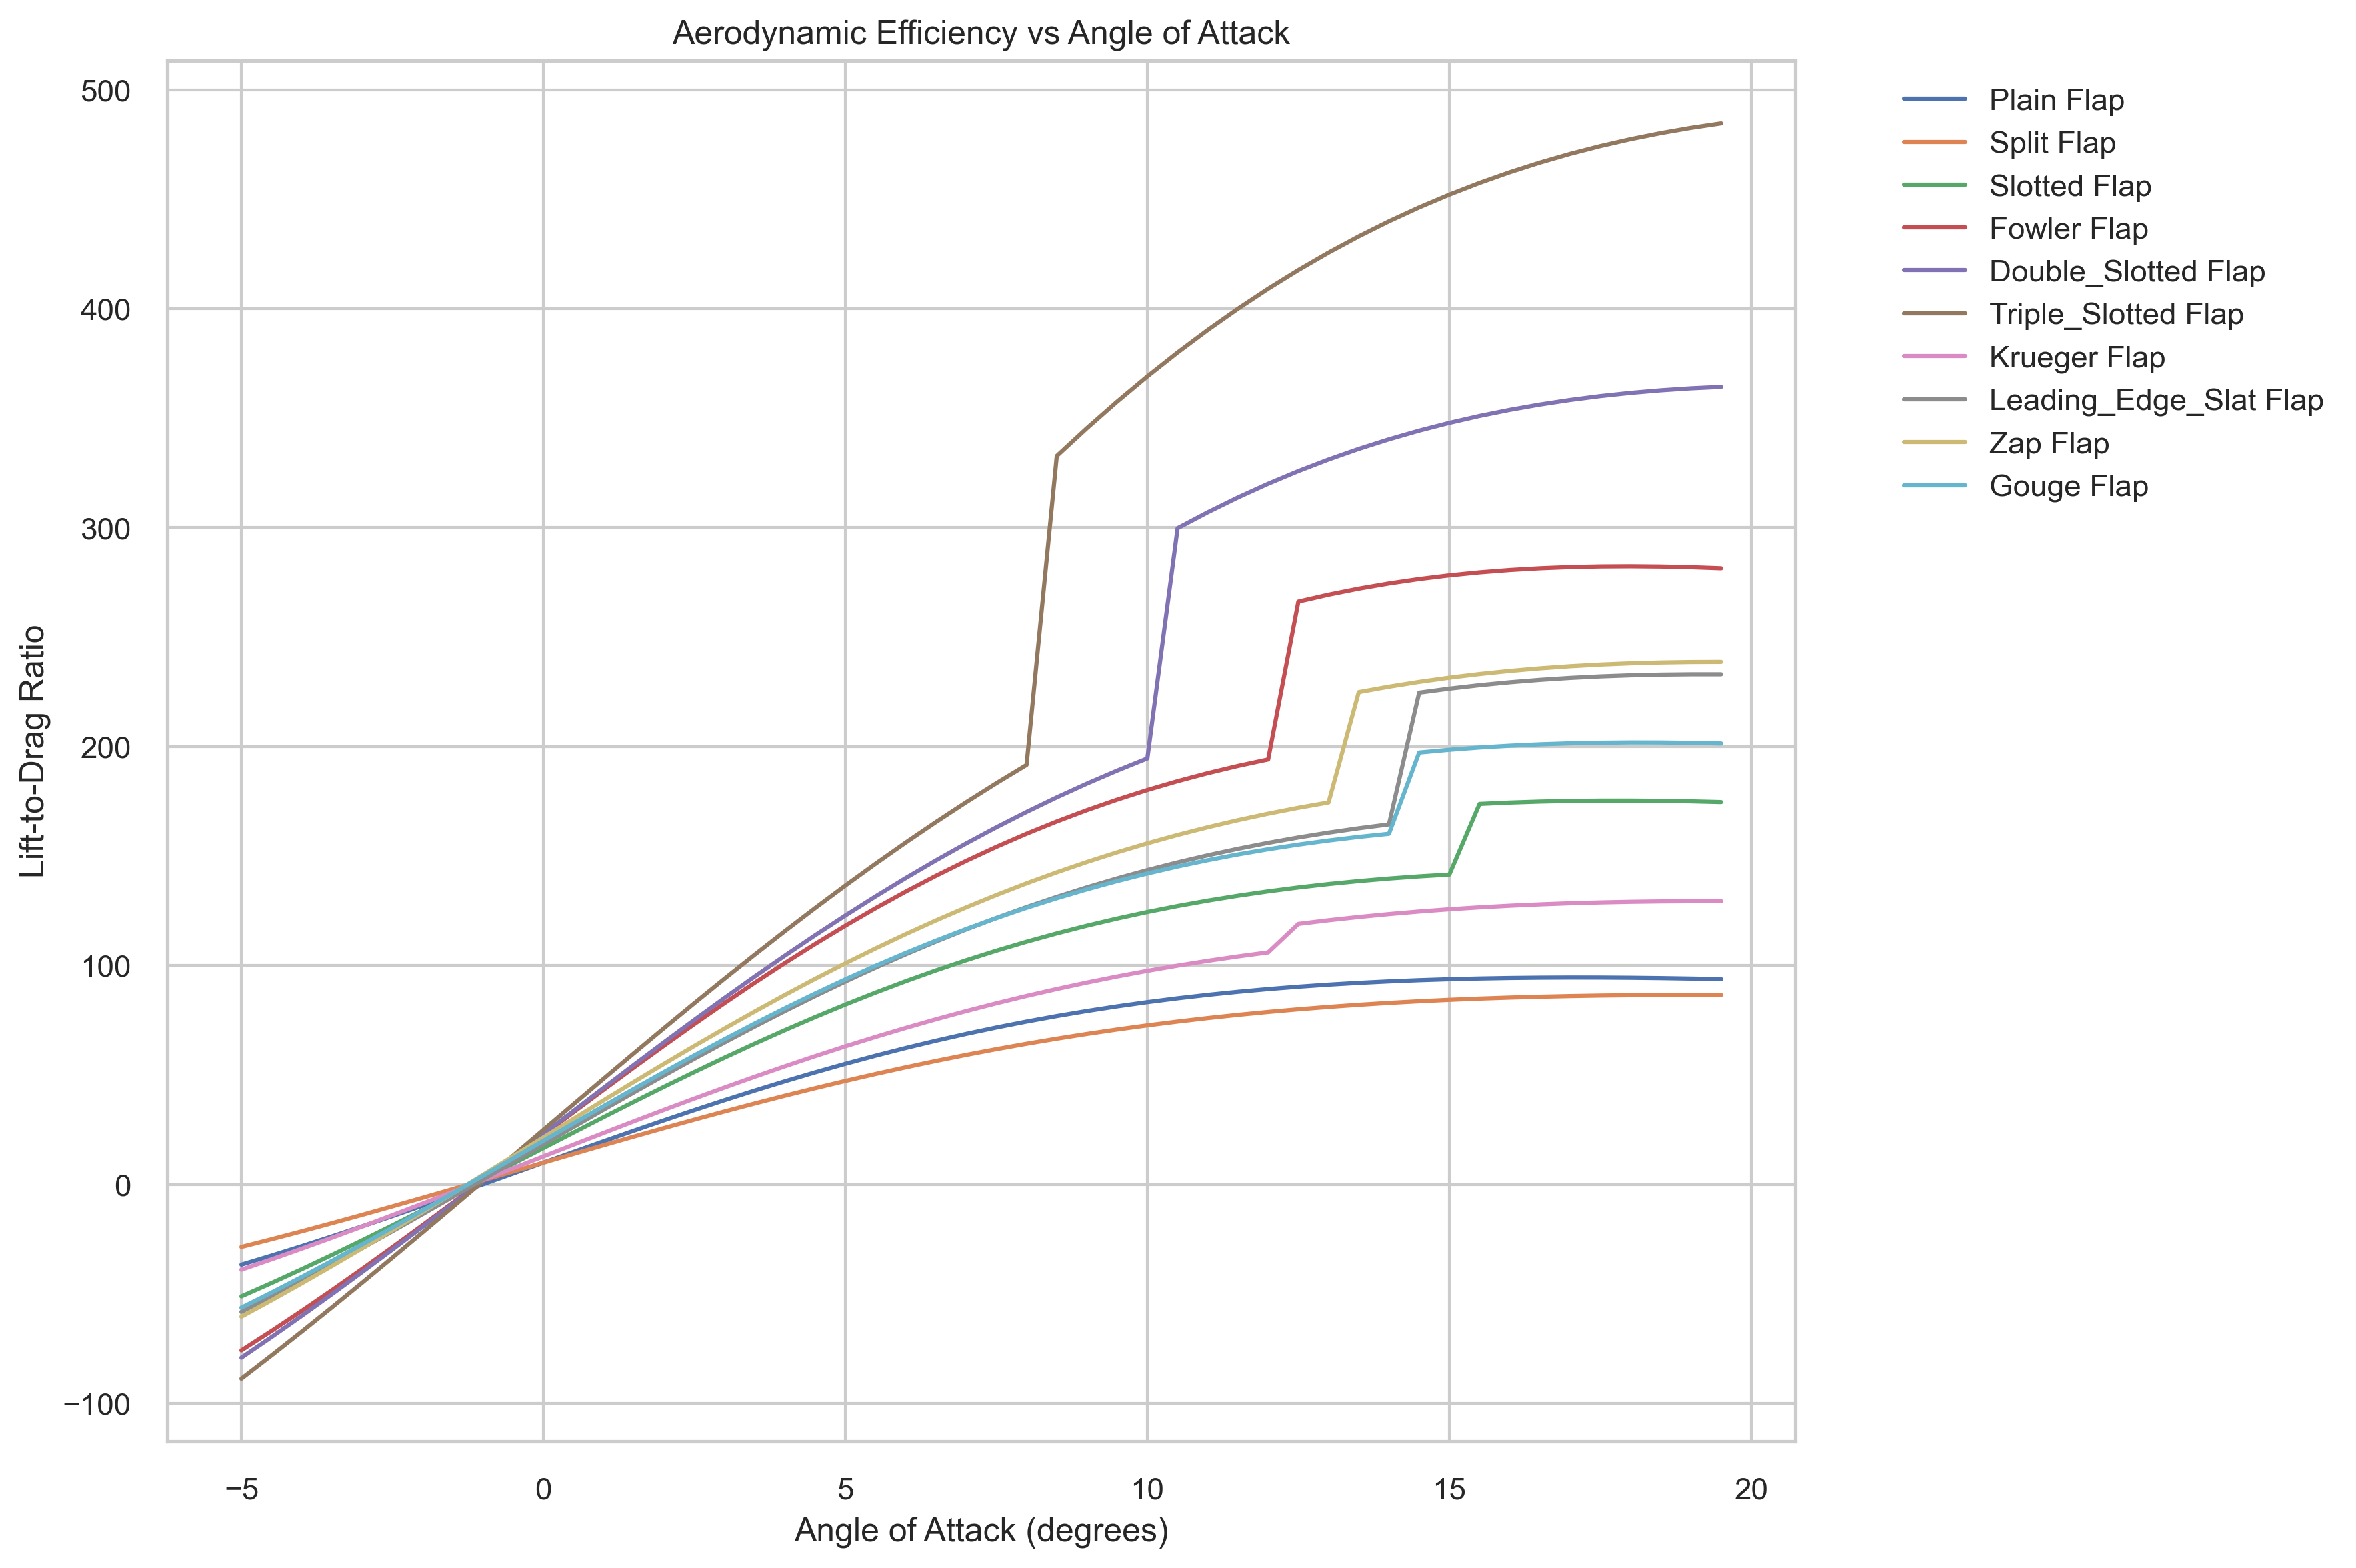 Aerodynamic Efficiency vs Angle of Attack
500
400
300
200
100
0
−100
Lift-to-Drag Ratio
−5
0
5
10
15
20
Angle of Attack (degrees)
Plain Flap
Split Flap
Slotted Flap
Fowler Flap
Double_Slotted Flap
Triple_Slotted Flap
Krueger Flap
Leading_Edge_Slat Flap
Zap Flap
Gouge Flap